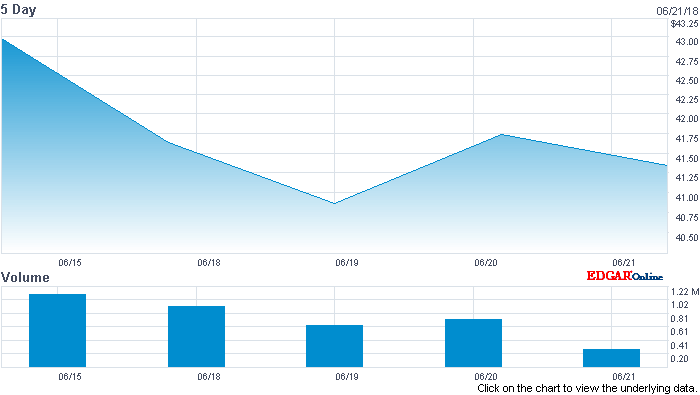 5 Day 06/21/18
$43.25
43.00
42.75
42.50
42.25
42.00
41.75
41.50
41.25
41.00
40.75
40.50
06/15 06/18 06/19 06/20 06/21
Volume EDGAR Online
1.22 M
1.02
0.81
0.61
0.41
0.20
06/15 06/18 06/19 06/20 06/21
Click on the chart to view the underlying data.